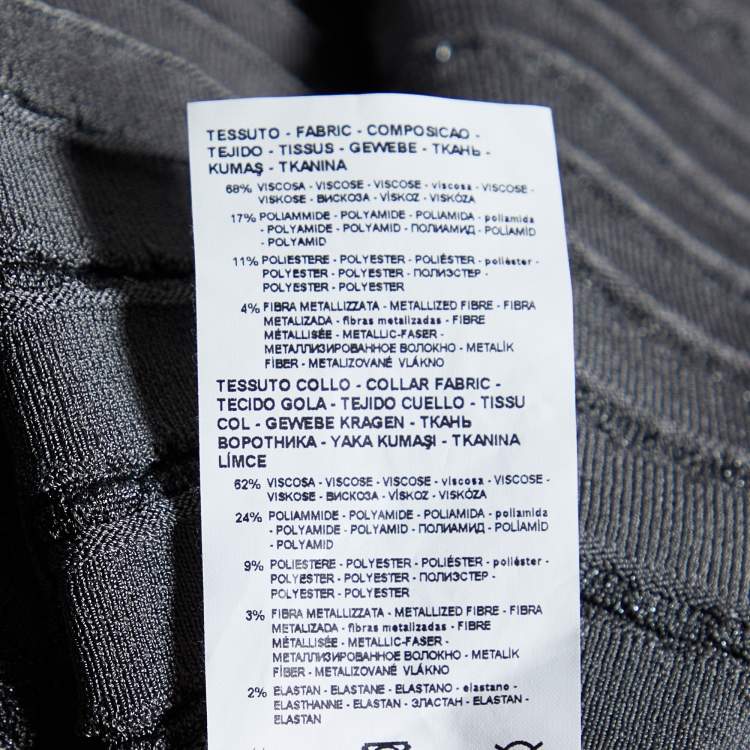 TESSUTO - FABRIC - COMPOSICAO -
TEJIDO - TISSUS - GEWEBE - ТКАНЬ -
KUMAŞ - TKANINA
68% VISCOSA - VISCOSE - VISCOSE - viscosa - VISCOSE -
VISKOSE - ВИСКОЗА - VİSKOZ - VISKÓZA
17% POLIAMMIDE - POLYAMIDE - POLIAMIDA - poliamida
- POLYAMIDE - POLYAMID - ПОЛИАМИД - POLİAMİD
- POLYAMID
11% POLIESTERE - POLYESTER - POLIÉSTER - poliéster -
POLYESTER - POLYESTER - ПОЛИЭСТЕР -
POLYESTER - POLYESTER
4% FIBRA METALLIZZATA - METALLIZED FIBRE - FIBRA
METALIZADA - fibras metalizadas - FIBRE
MÉTALLISÉE - METALLIC-FASER -
МЕТАЛЛИЗИРОВАННОЕ ВОЛОКНО - METALİK
FİBER - METALIZOVANÉ VLÁKNO
TESSUTO COLLO - COLLAR FABRIC -
TECIDO GOLA - TEJIDO CUELLO - TISSU
COL - GEWEBE KRAGEN - ТКАНЬ
ВОРОТНИКА - YAKA KUMAŞI - TKANINA
LÍMCE
62% VISCOSA - VISCOSE - VISCOSE - viscosa - VISCOSE -
VISKOSE - ВИСКОЗА - VİSKOZ - VISKÓZA
24% POLIAMMIDE - POLYAMIDE - POLIAMIDA - poliamida
- POLYAMIDE - POLYAMID - ПОЛИАМИД - POLİAMİD
- POLYAMID
9% POLIESTERE - POLYESTER - POLIÉSTER - poliéster -
POLYESTER - POLYESTER - ПОЛИЭСТЕР -
POLYESTER - POLYESTER
3% FIBRA METALLIZZATA - METALLIZED FIBRE - FIBRA
METALIZADA - fibras metalizadas - FIBRE
MÉTALLISÉE - METALLIC-FASER -
МЕТАЛЛИЗИРОВАННОЕ ВОЛОКНО - METALİK
FİBER - METALIZOVANÉ VLÁKNO
2% ELASTAN - ELASTANE - ELASTANO - elastano -
ELASTHANNE - ELASTAN - ЭЛАСТАН - ELASTAN -
ELASTAN